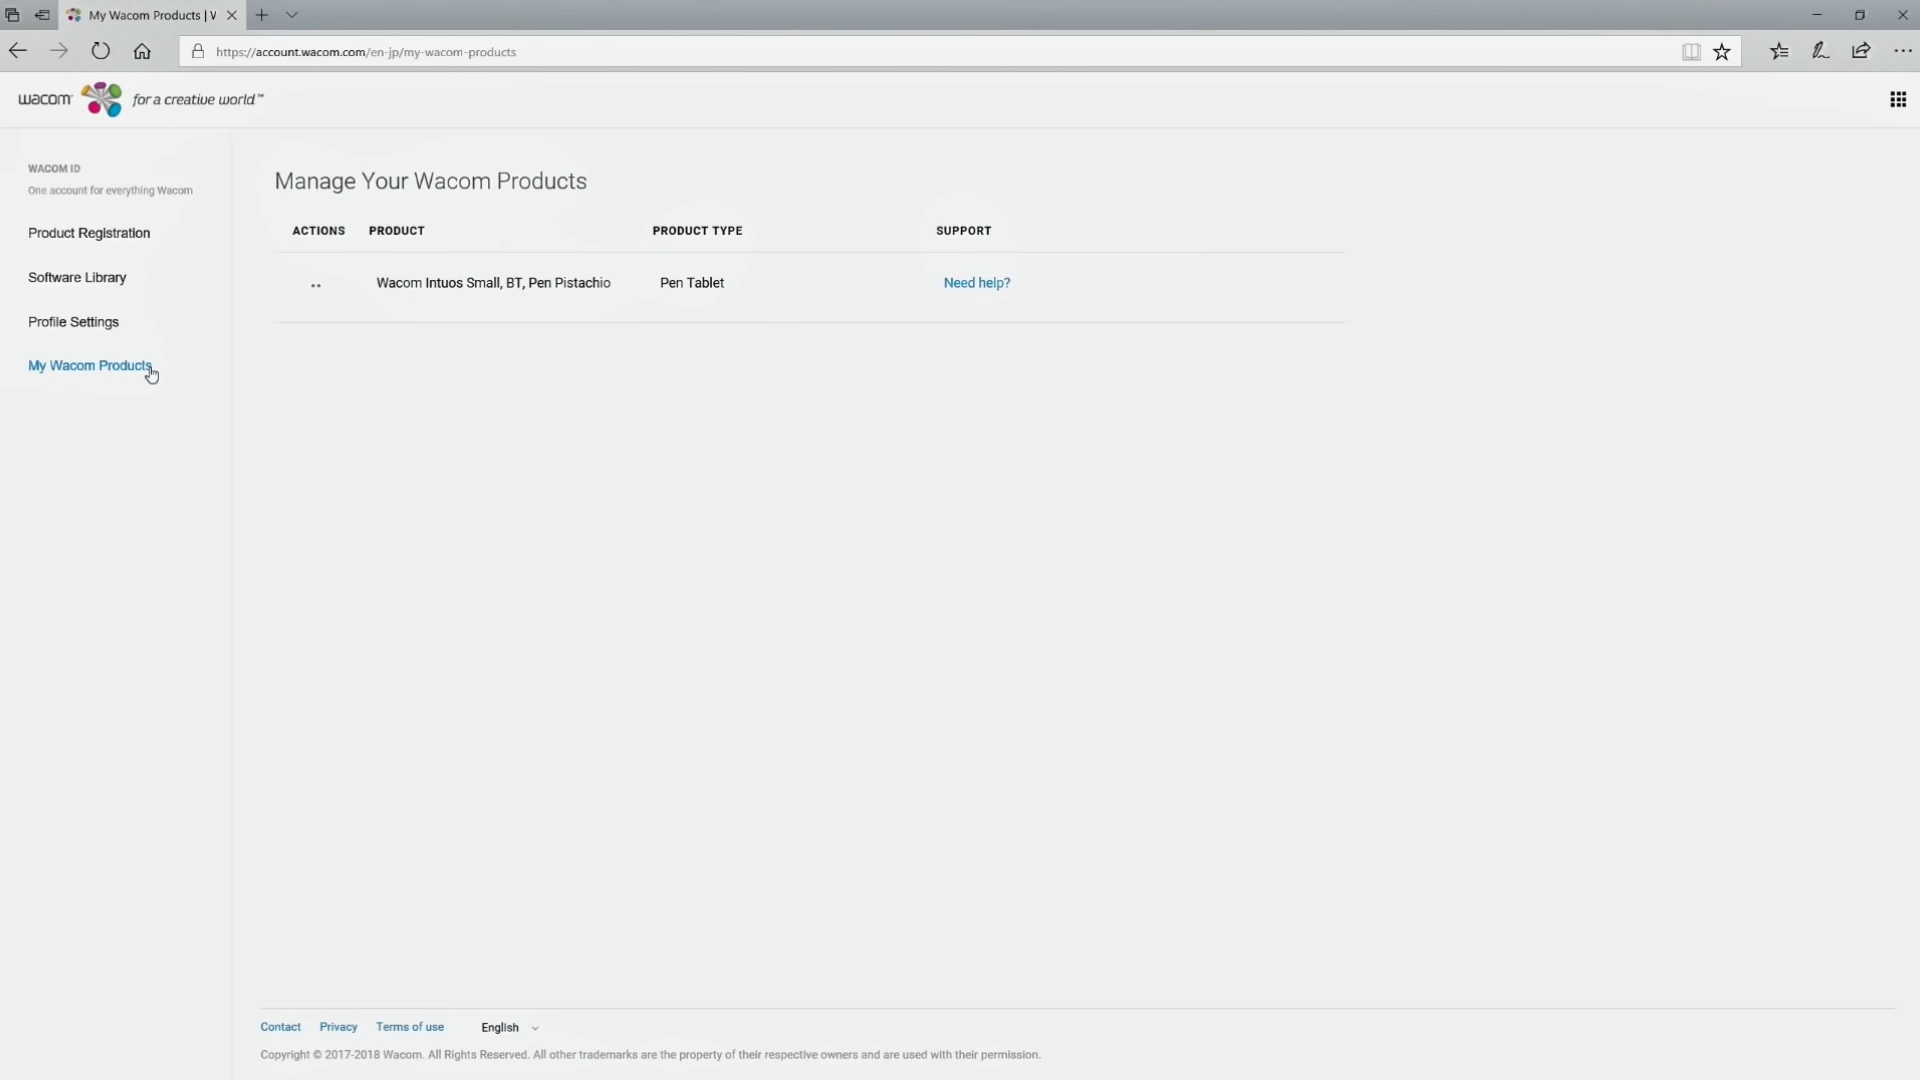 My Wacom Products | W
https://account.wacom.com/en-jp/my-wacom-products
wacom for a creative world™
WACOM ID
One account for everything Wacom
Product Registration
Software Library
Profile Settings
My Wacom Products
Manage Your Wacom Products
ACTIONS PRODUCT PRODUCT TYPE SUPPORT
Wacom Intuos Small, BT, Pen Pistachio Pen Tablet Need help?
Contact Privacy Terms of use English
Copyright © 2017-2018 Wacom. All Rights Reserved. All other trademarks are the property of their respective owners and are used with their permission.